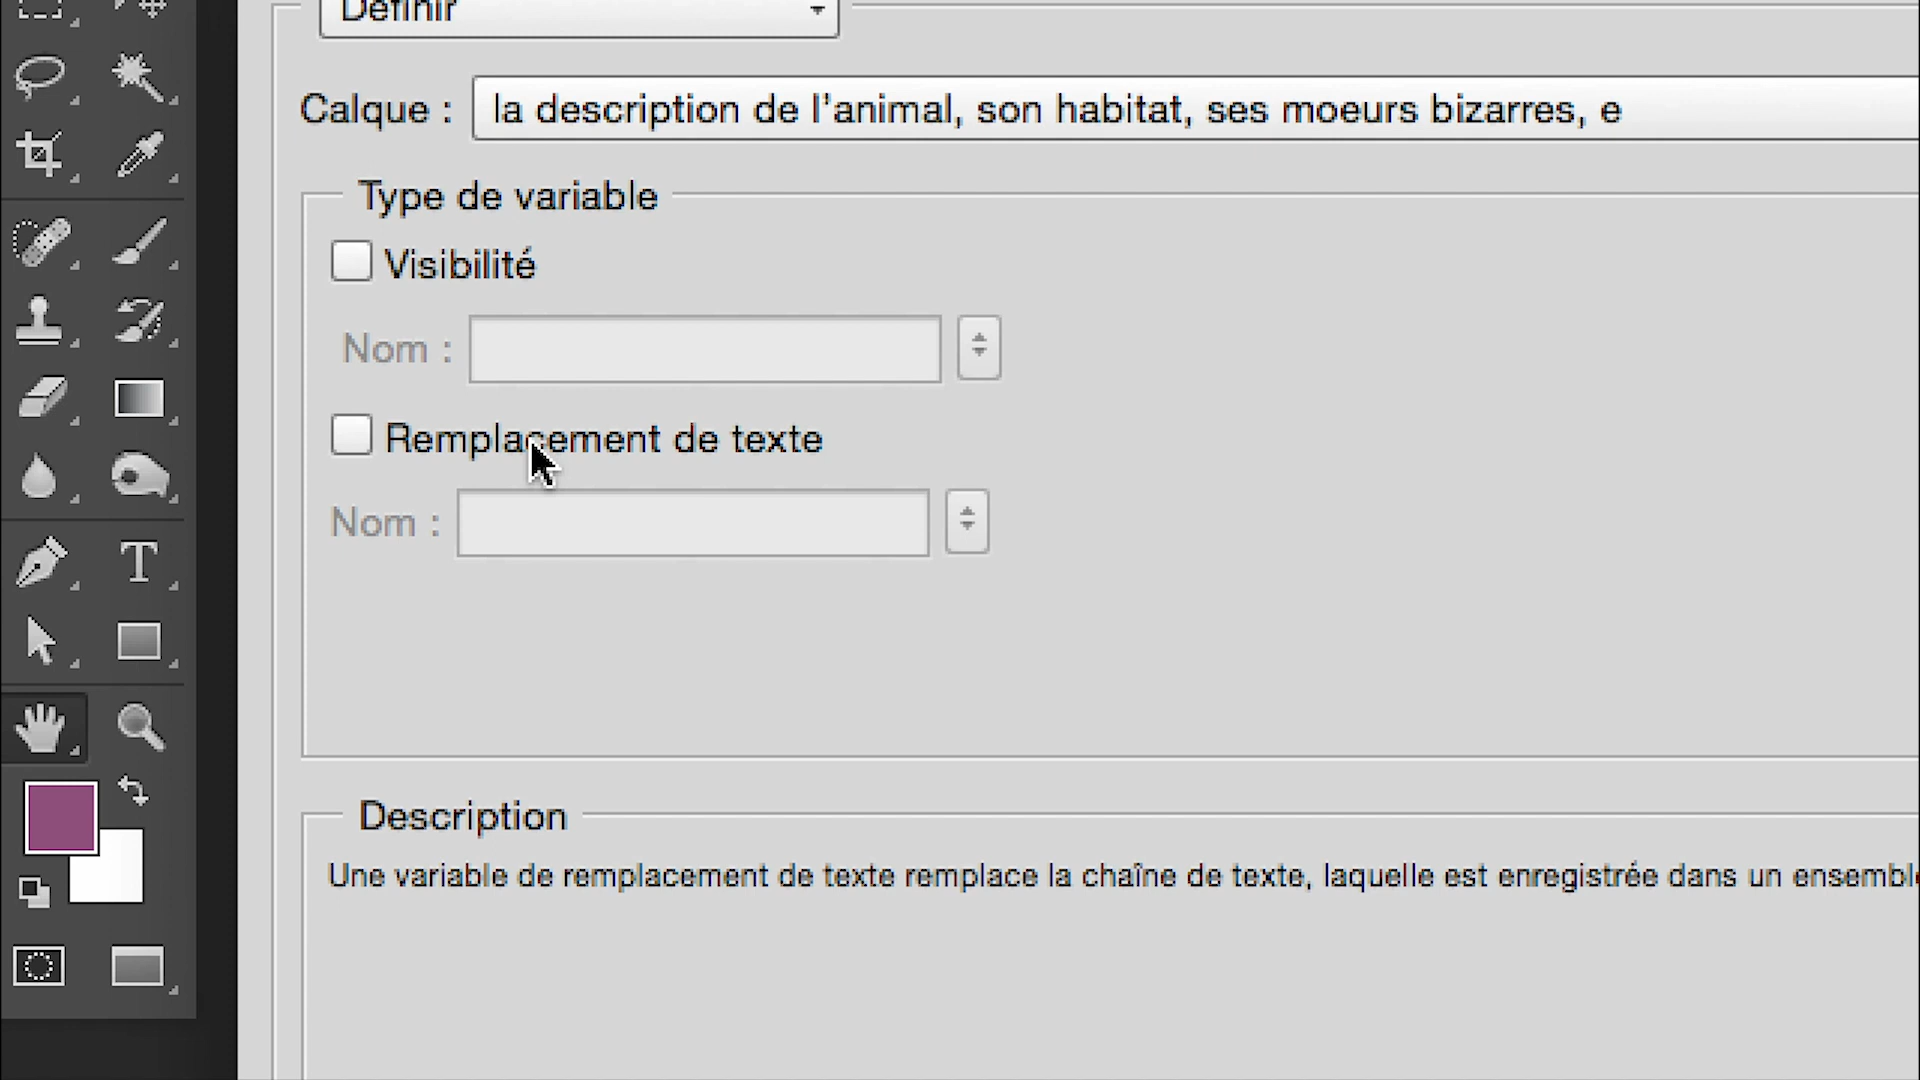 Définir
Calque : la description de l'animal, son habitat, ses moeurs bizarres, e
Type de variable
Visibilité
Nom :
Remplacement de texte
Nom :
Description
Une variable de remplacement de texte remplace la chaîne de texte, laquelle est enregistrée dans un